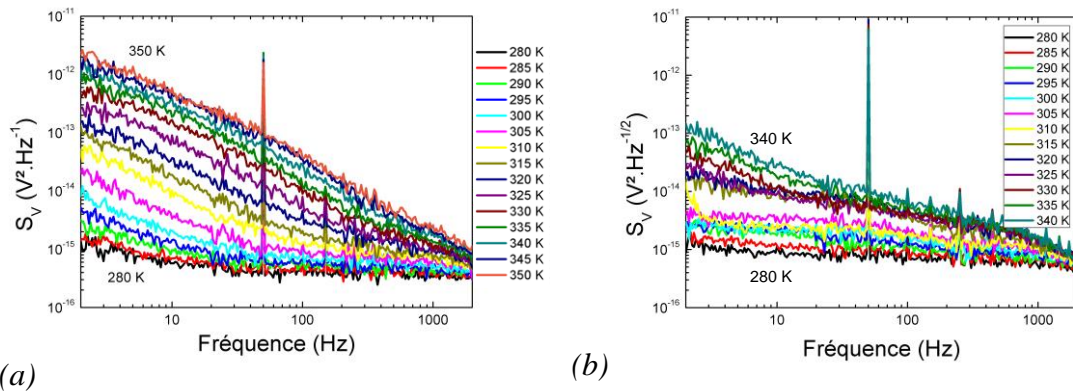 (a)
S_V (V².Hz⁻¹)
10⁻¹¹
10⁻¹²
10⁻¹³
10⁻¹⁴
10⁻¹⁵
10⁻¹⁶
350 K
280 K
10
100
1000
Fréquence (Hz)
280 K
285 K
290 K
295 K
300 K
305 K
310 K
315 K
320 K
325 K
330 K
335 K
340 K
345 K
350 K
(b)
S_V (V².Hz⁻¹/²)
10⁻¹¹
10⁻¹²
10⁻¹³
10⁻¹⁴
10⁻¹⁵
10⁻¹⁶
340 K
280 K
10
100
1000
Fréquence (Hz)
280 K
285 K
290 K
295 K
300 K
305 K
310 K
315 K
320 K
325 K
330 K
335 K
340 K